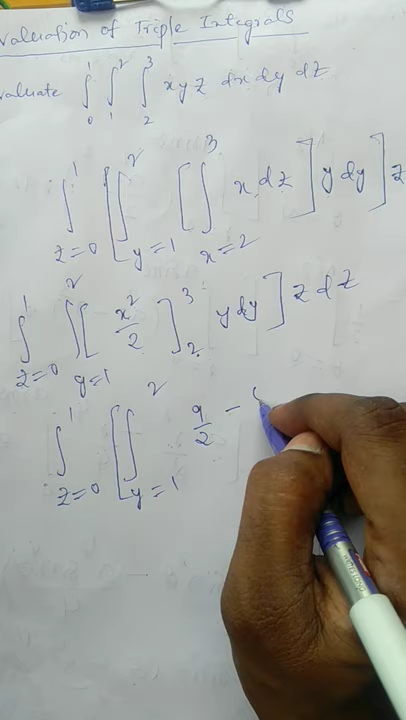 valuation of Triple Integrals
valuate ∫₀¹ ∫₁² ∫₂³ xyz dx dy dz
∫_{z=0}^{1} [∫_{y=1}^{2} [∫_{x=2}^{3} x dz ] y dy ] z
∫_{z=0}^{1} ∫_{y=1}^{2} [ x²/2 ]₂³ y dy ] z dz
∫_{z=0}^{1} [∫_{y=1}^{2} 9/2 −